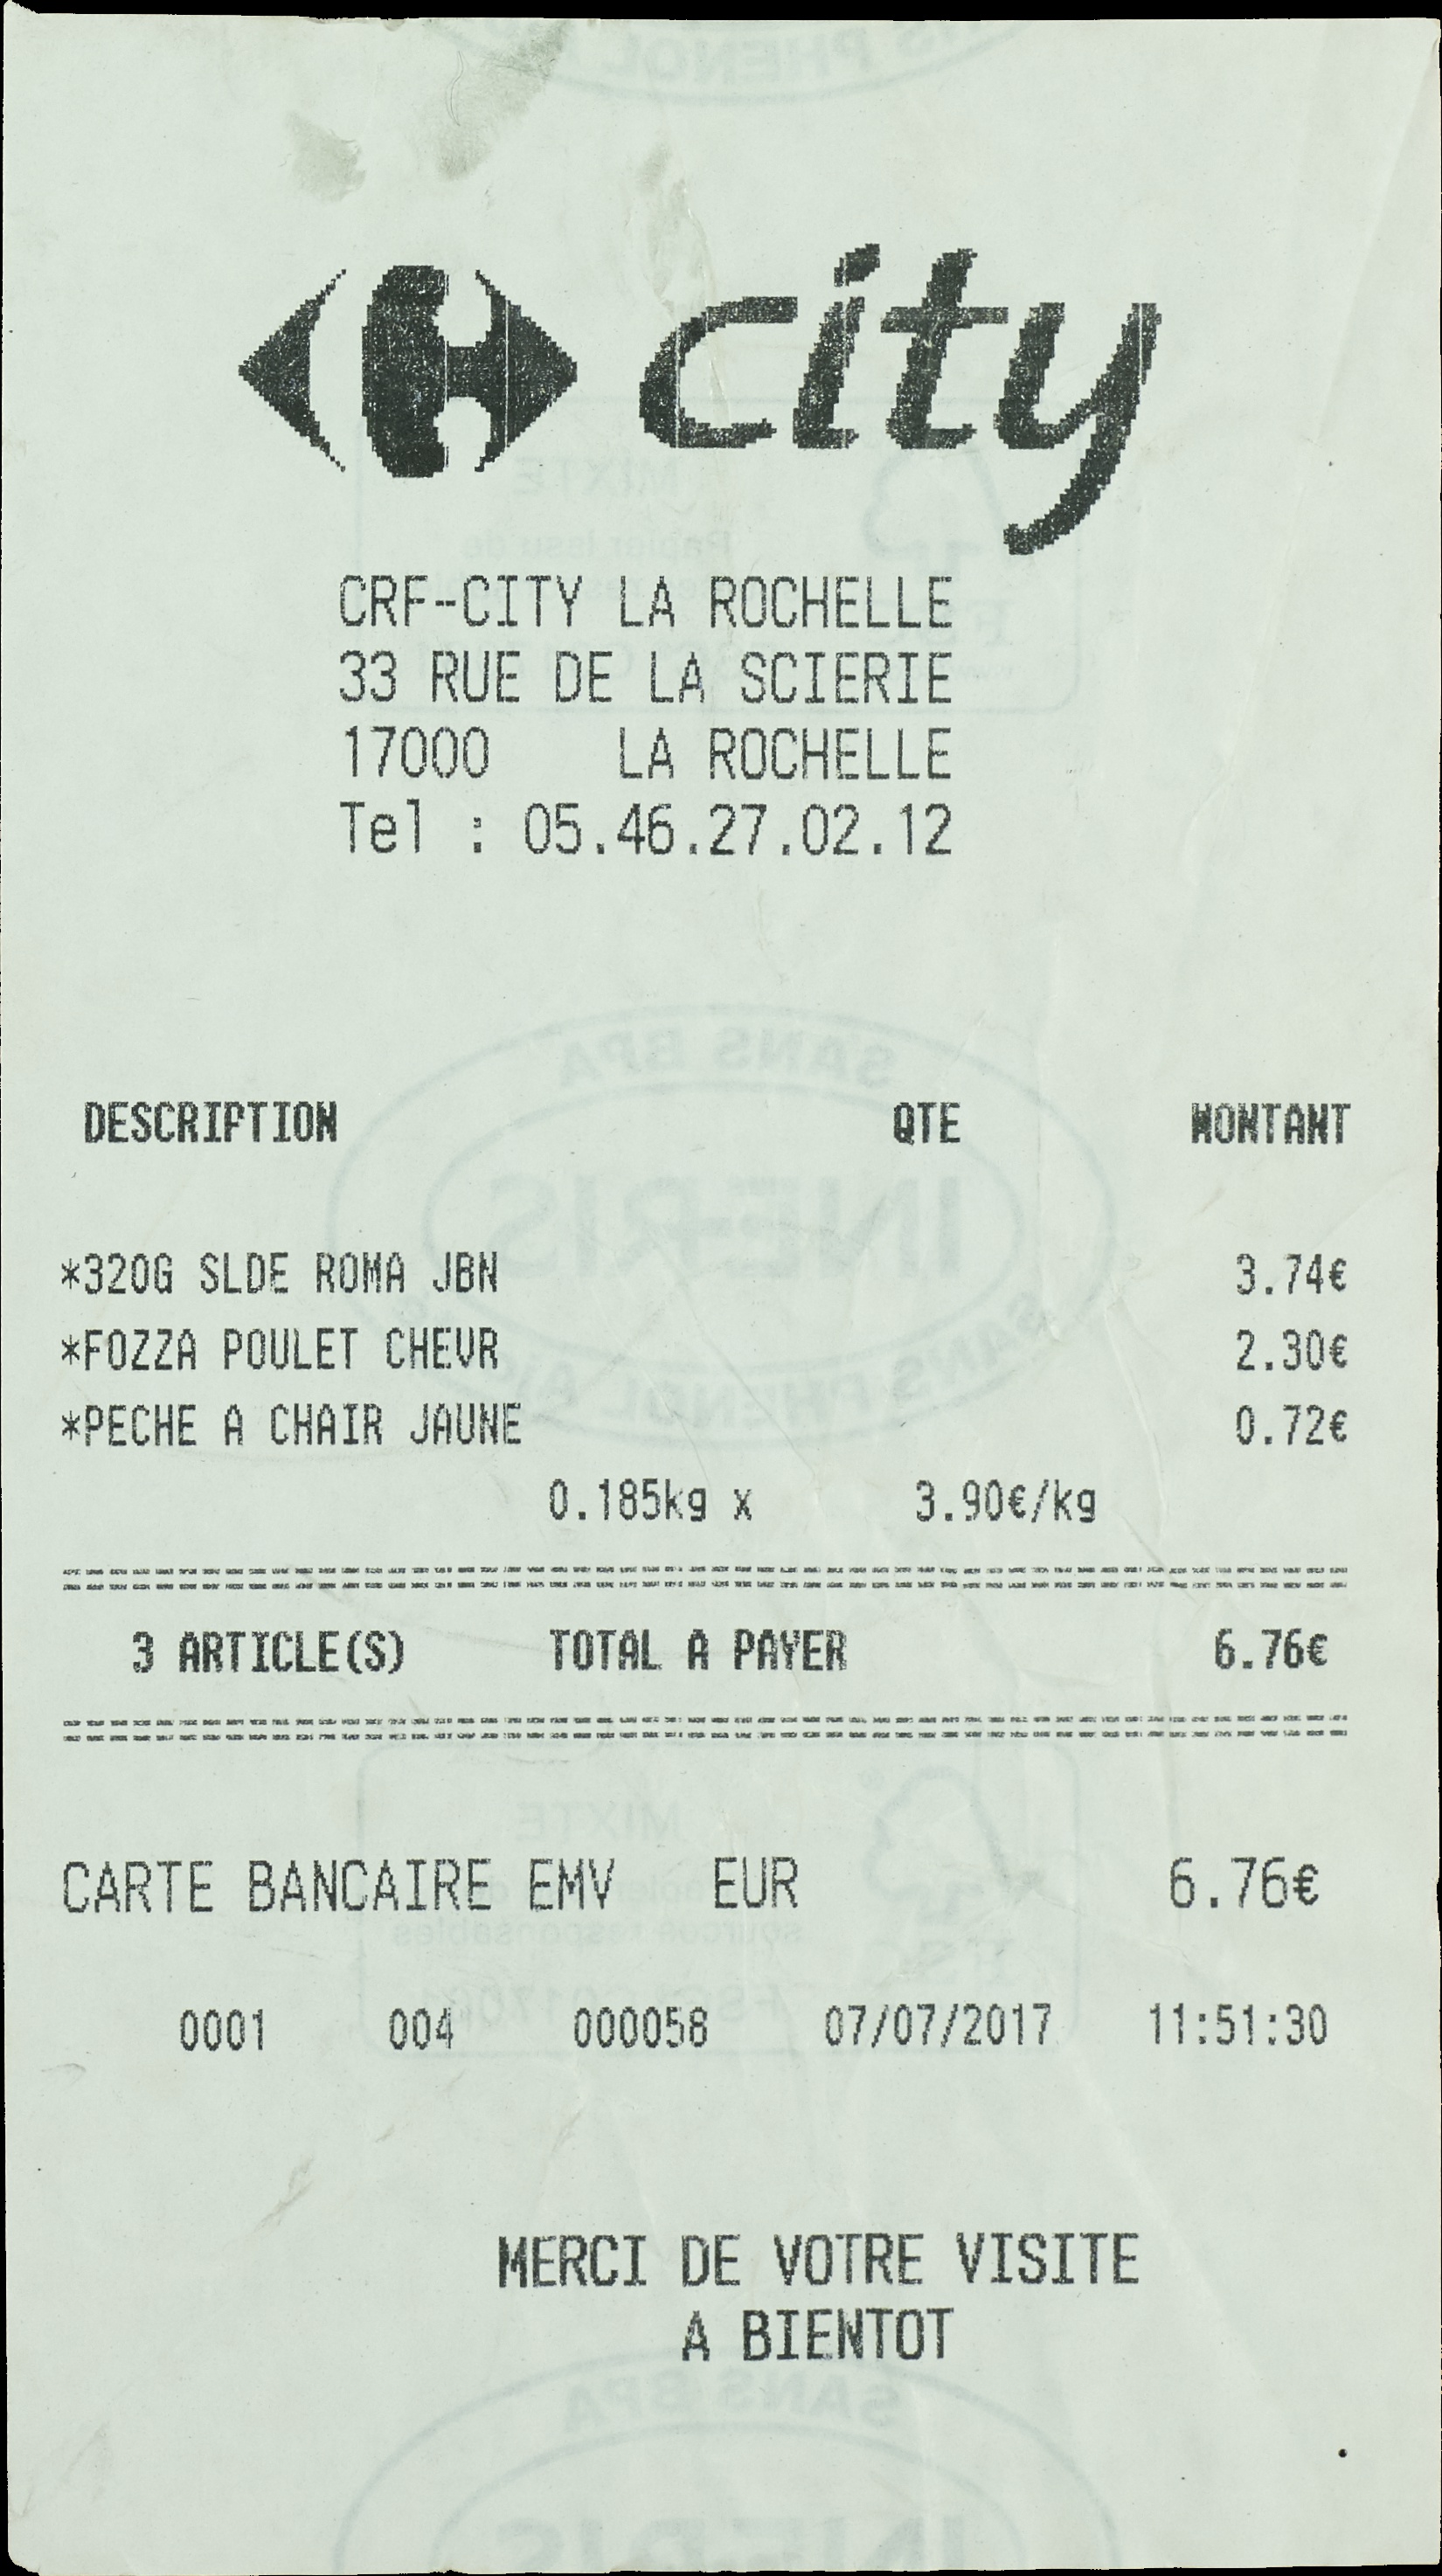 city
CRF-CITY LA ROCHELLE
33 RUE DE LA SCIERIE
17000 LA ROCHELLE
Tel : 05.46.27.02.12
DESCRIPTION QTE MONTANT
*320G SLDE ROMA JBN 3.74€
*FOZZA POULET CHEVR 2.30€
*PECHE A CHAIR JAUNE 0.72€
0.185kg x 3.90€/kg
3 ARTICLE(S) TOTAL A PAYER 6.76€
CARTE BANCAIRE EMV EUR 6.76€
0001 004 000058 07/07/2017 11:51:30
MERCI DE VOTRE VISITE
A BIENTOT